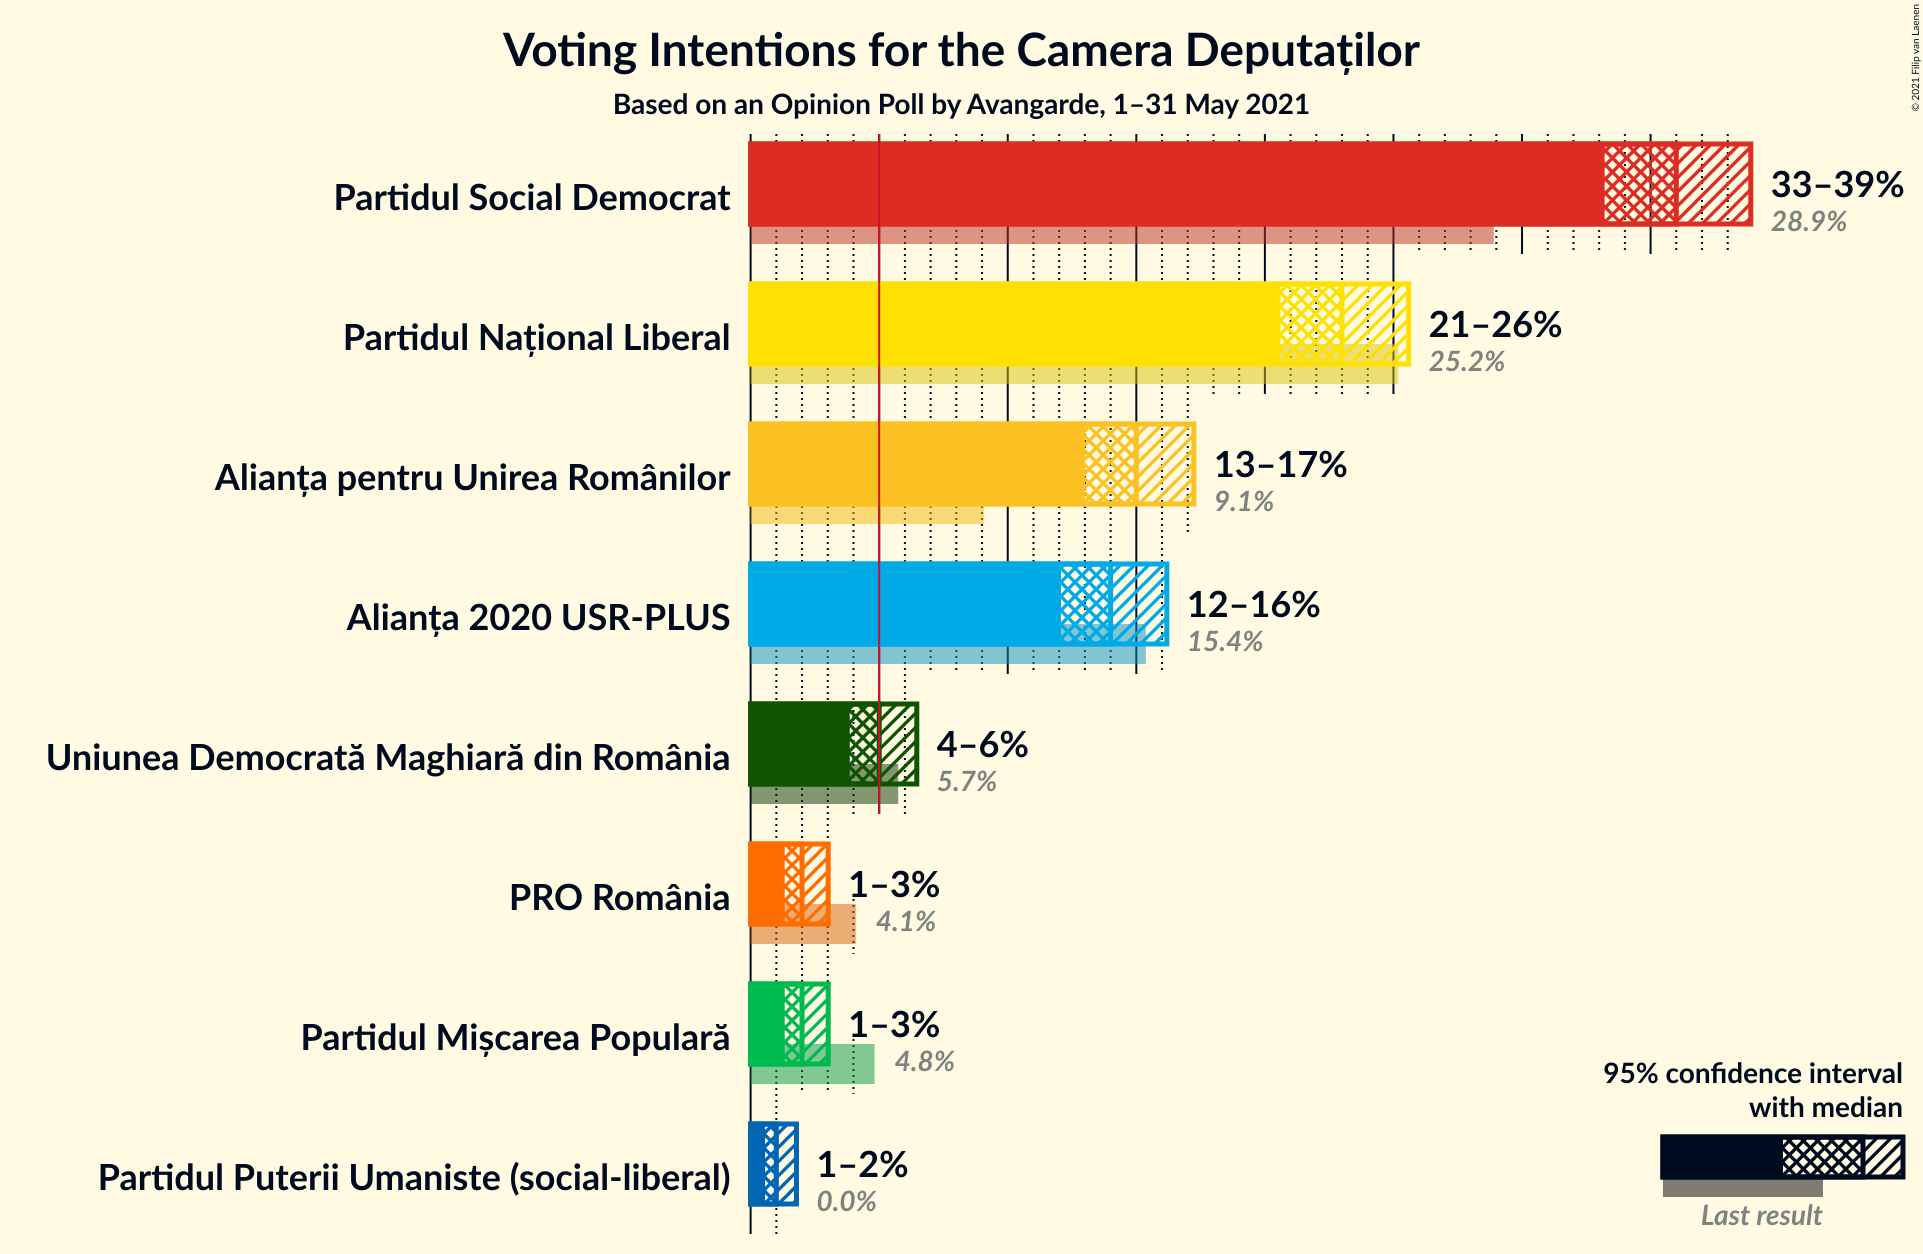 Voting Intentions for the Camera Deputaților
Based on an Opinion Poll by Avangarde, 1–31 May 2021
© 2021 Filip van Laenen
Partidul Social Democrat
33–39%
28.9%
Partidul Național Liberal
21–26%
25.2%
Alianța pentru Unirea Românilor
13–17%
9.1%
Alianța 2020 USR-PLUS
12–16%
15.4%
Uniunea Democrată Maghiară din România
4–6%
5.7%
PRO România
1–3%
4.1%
Partidul Mișcarea Populară
1–3%
4.8%
Partidul Puterii Umaniste (social-liberal)
1–2%
0.0%
95% confidence interval
with median
Last result